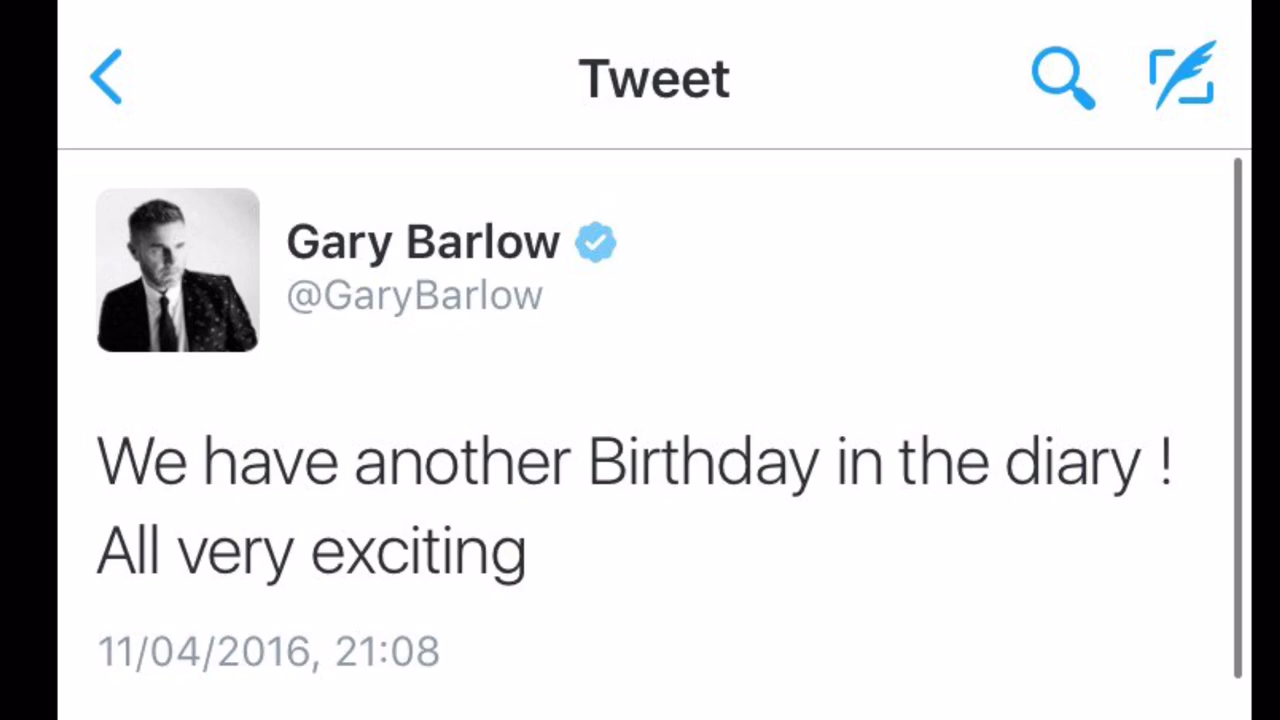 Tweet
Gary Barlow
@GaryBarlow
We have another Birthday in the diary !
All very exciting
11/04/2016, 21:08